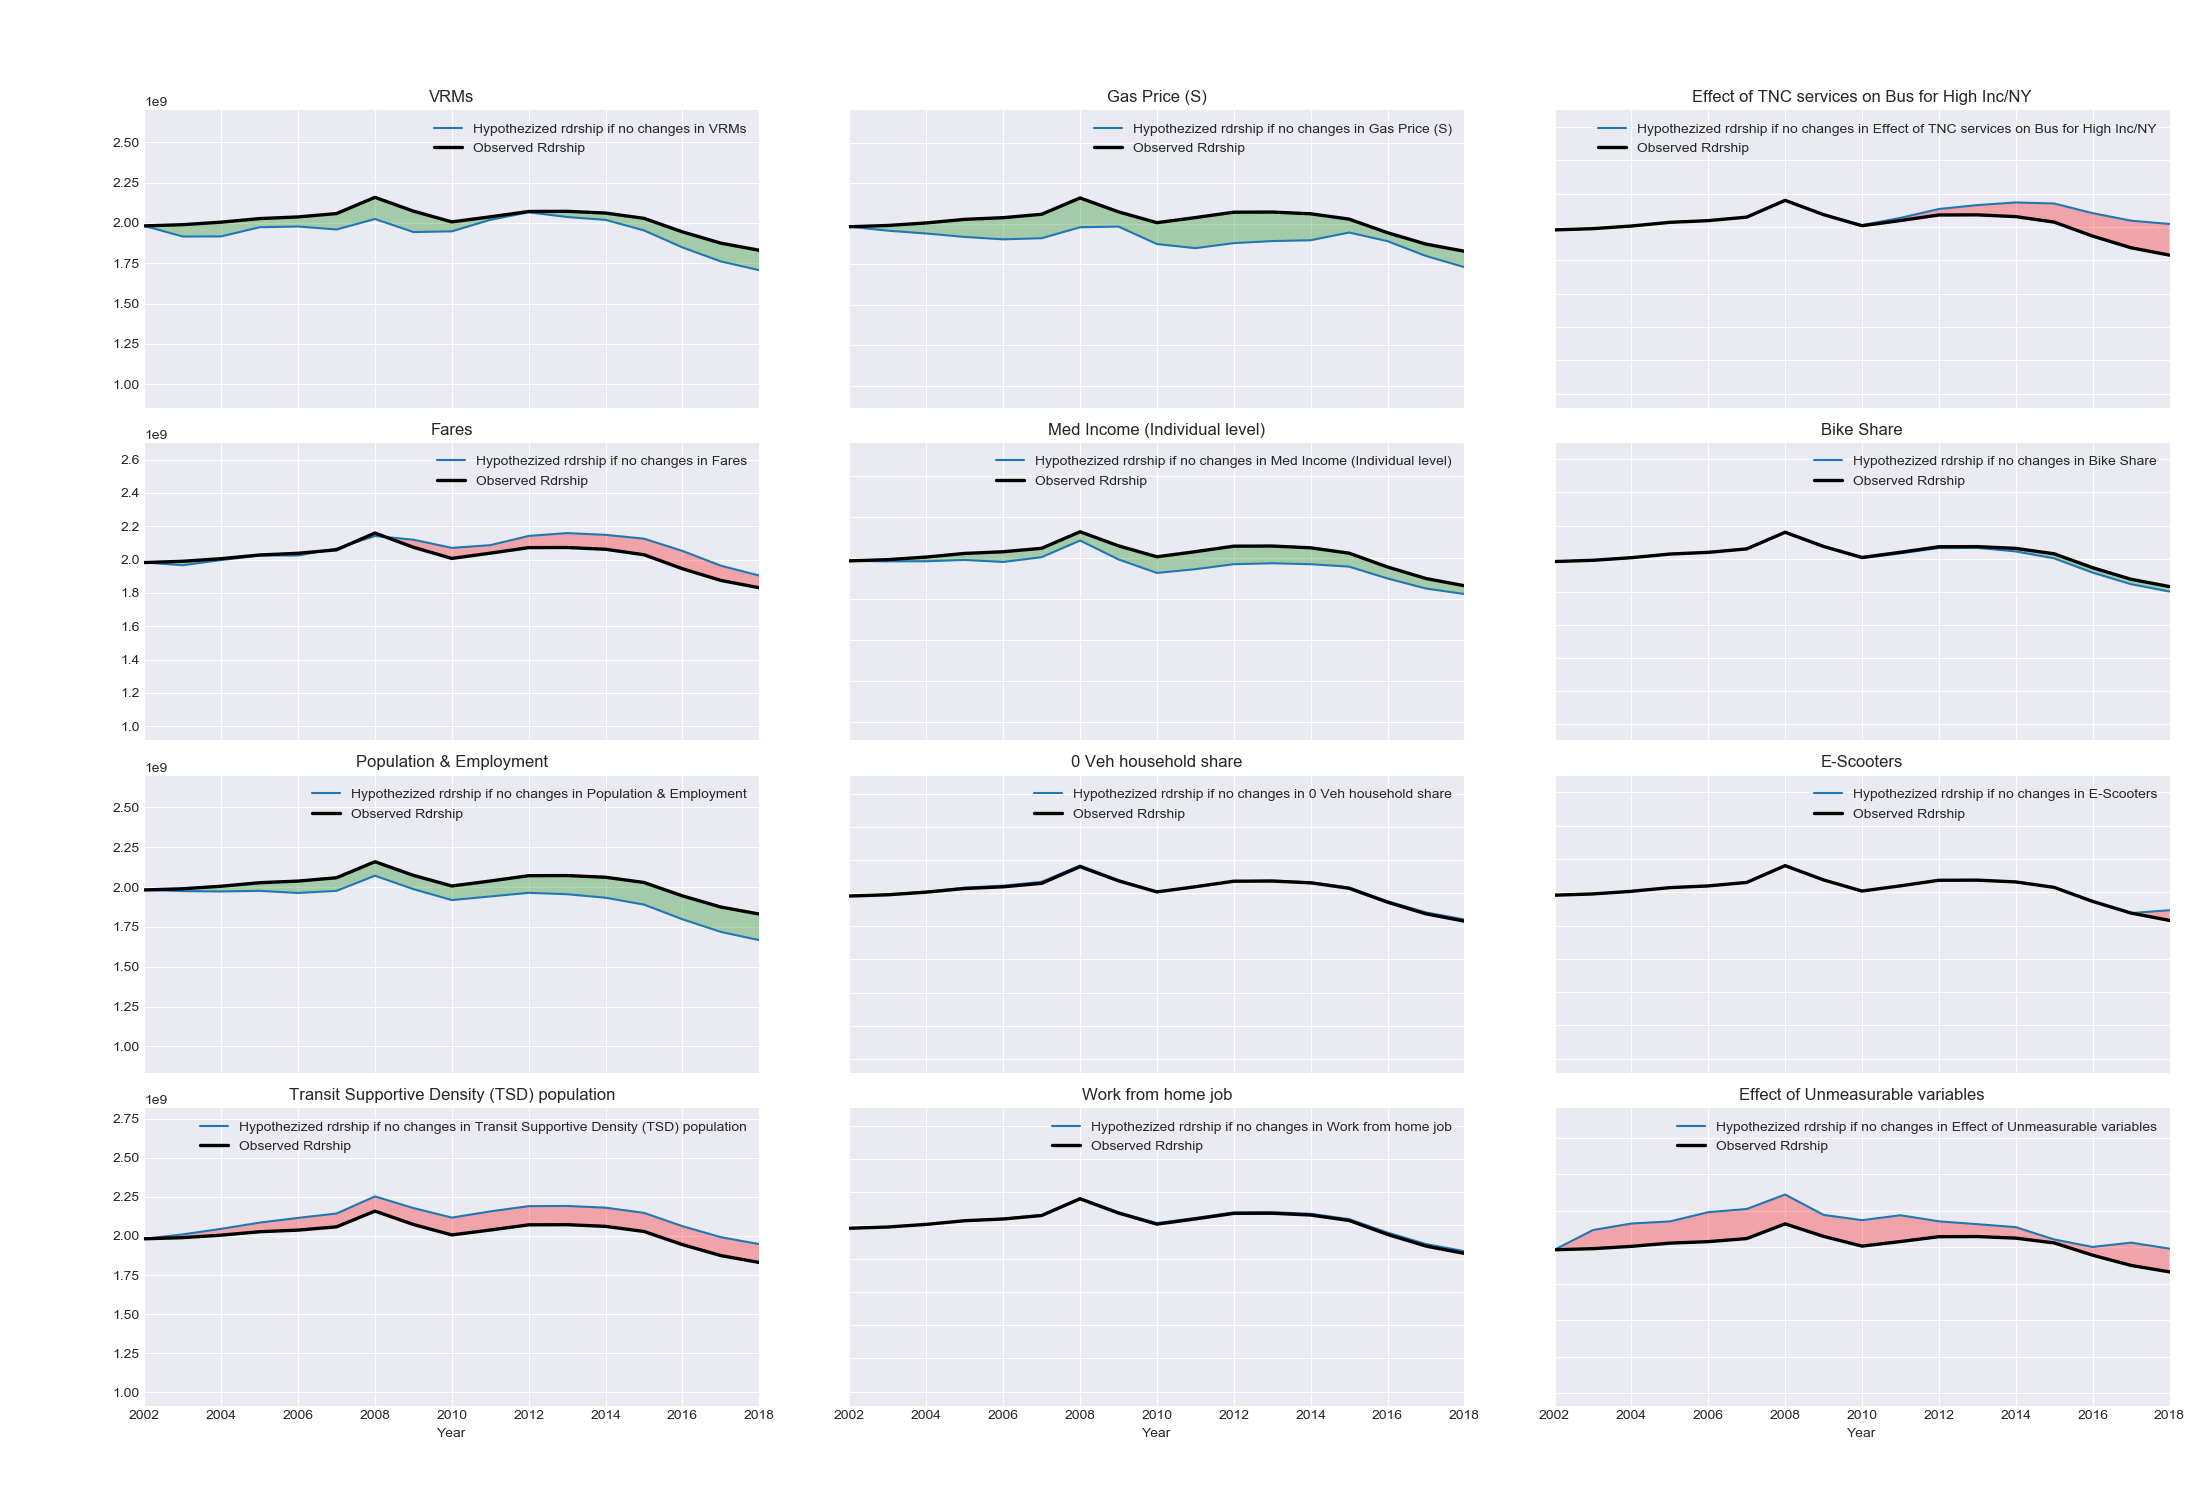 VRMs
1e9
Hypothezized rdrship if no changes in VRMs
Observed Rdrship
2.50
2.25
2.00
1.75
1.50
1.25
1.00
Gas Price (S)
Hypothezized rdrship if no changes in Gas Price (S)
Observed Rdrship
Effect of TNC services on Bus for High Inc/NY
Hypothezized rdrship if no changes in Effect of TNC services on Bus for High Inc/NY
Observed Rdrship
Fares
1e9
Hypothezized rdrship if no changes in Fares
Observed Rdrship
2.6
2.4
2.2
2.0
1.8
1.6
1.4
1.2
1.0
Med Income (Individual level)
Hypothezized rdrship if no changes in Med Income (Individual level)
Observed Rdrship
Bike Share
Hypothezized rdrship if no changes in Bike Share
Observed Rdrship
Population & Employment
1e9
Hypothezized rdrship if no changes in Population & Employment
Observed Rdrship
2.50
2.25
2.00
1.75
1.50
1.25
1.00
0 Veh household share
Hypothezized rdrship if no changes in 0 Veh household share
Observed Rdrship
E-Scooters
Hypothezized rdrship if no changes in E-Scooters
Observed Rdrship
Transit Supportive Density (TSD) population
1e9
Hypothezized rdrship if no changes in Transit Supportive Density (TSD) population
Observed Rdrship
2.75
2.50
2.25
2.00
1.75
1.50
1.25
1.00
2002 2004 2006 2008 2010 2012 2014 2016 2018
Year
Work from home job
Hypothezized rdrship if no changes in Work from home job
Observed Rdrship
2002 2004 2006 2008 2010 2012 2014 2016 2018
Year
Effect of Unmeasurable variables
Hypothezized rdrship if no changes in Effect of Unmeasurable variables
Observed Rdrship
2002 2004 2006 2008 2010 2012 2014 2016 2018
Year